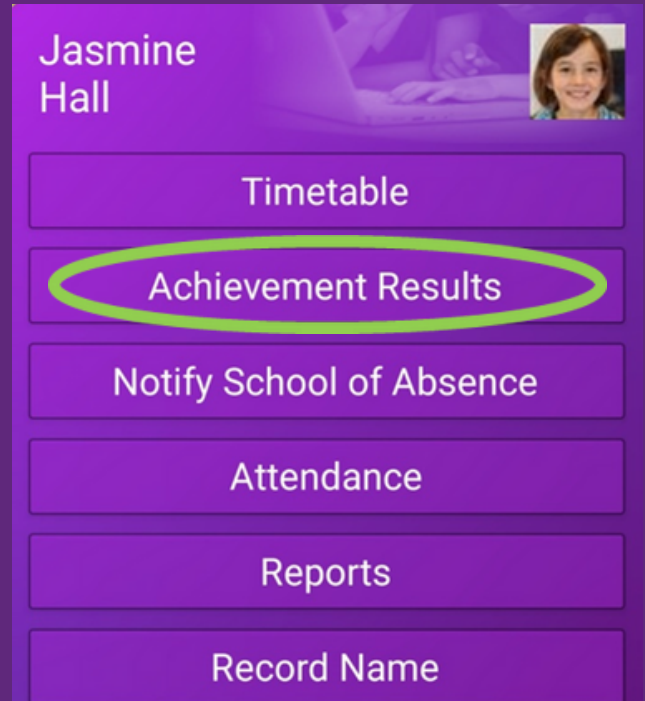 Jasmine
Hall
Timetable
Achievement Results
Notify School of Absence
Attendance
Reports
Record Name